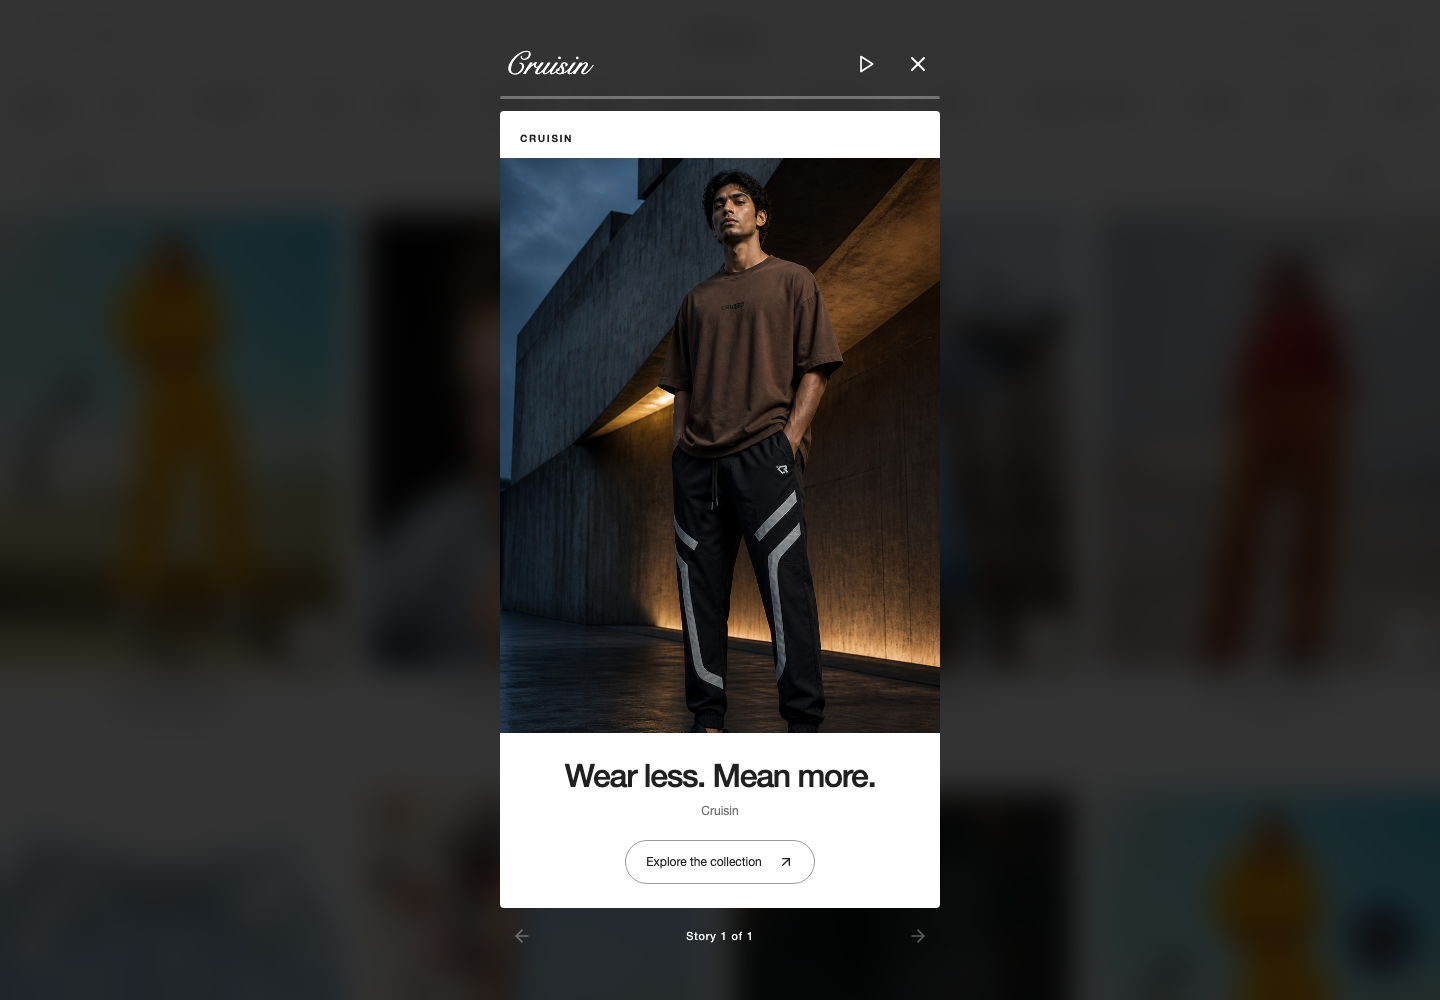 Cruisin
CRUISIN
Wear less. Mean more.
Cruisin
Explore the collection
Story 1 of 1